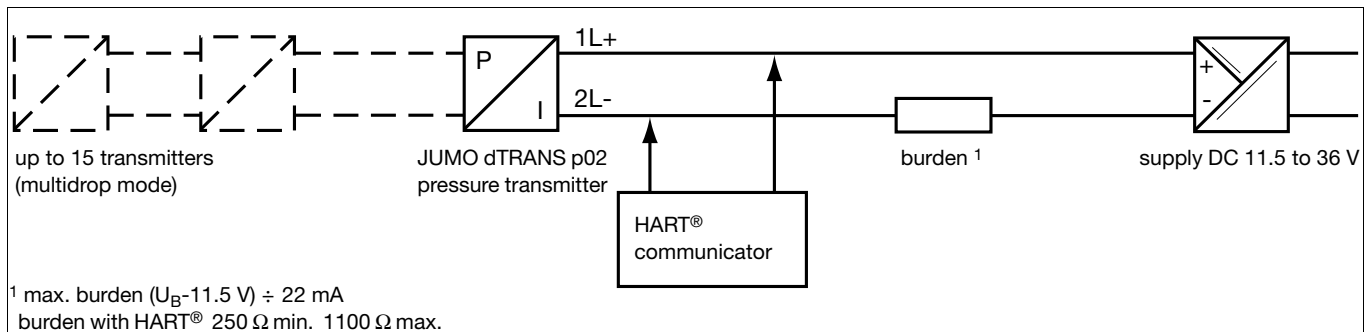 1L+
P
I
2L-
+
-
up to 15 transmitters
(multidrop mode)
JUMO dTRANS p02
pressure transmitter
burden ¹
supply DC 11.5 to 36 V
HART®
communicator
¹ max. burden (U_B-11.5 V) ÷ 22 mA
burden with HART® 250 Ω min. 1100 Ω max.